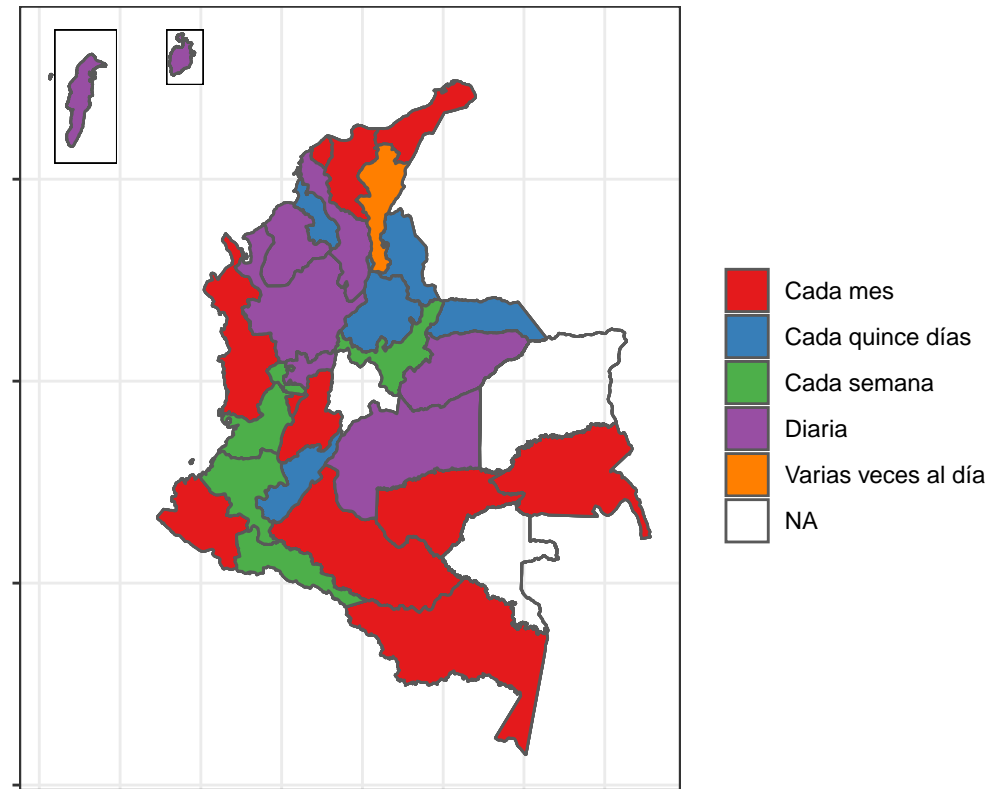 Cada mes
Cada quince días
Cada semana
Diaria
Varias veces al día
NA